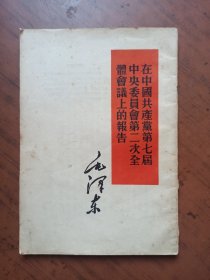 在中國共產黨第七屆
中央委員會第二次全
體會議上的報告
毛澤东